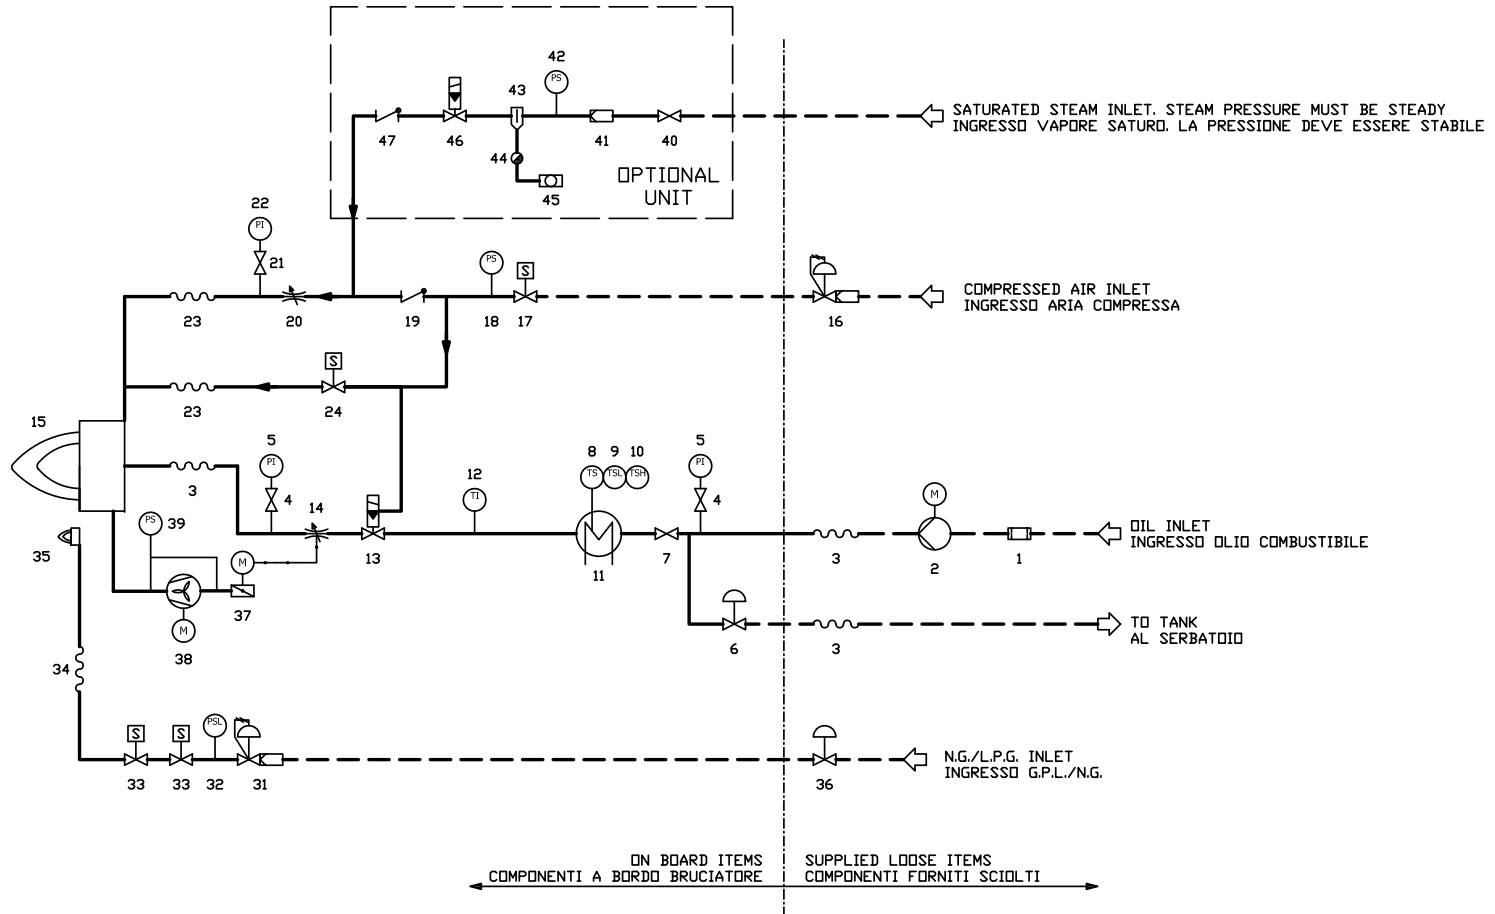 42
PS
43
SATURATED STEAM INLET. STEAM PRESSURE MUST BE STEADY
INGRESSO VAPORE SATURO. LA PRESSIONE DEVE ESSERE STABILE
47
46
41
40
44
45
OPTIONAL
UNIT
22
PI
21
PS
S
COMPRESSED AIR INLET
INGRESSO ARIA COMPRESSA
23
20
19
18
17
16
S
23
24
15
5
PI
8
9
10
TS
TSL
TSH
5
PI
12
TI
3
4
14
4
M
PS
39
OIL INLET
INGRESSO OLIO COMBUSTIBILE
35
M
13
11
7
3
2
1
37
M
38
TO TANK
AL SERBATOIO
6
3
34
S
S
PSL
N.G./L.P.G. INLET
INGRESSO G.P.L./N.G.
33
33
32
31
36
ON BOARD ITEMS
COMPONENTI A BORDO BRUCIATORE
SUPPLIED LOOSE ITEMS
COMPONENTI FORNITI SCIOLTI